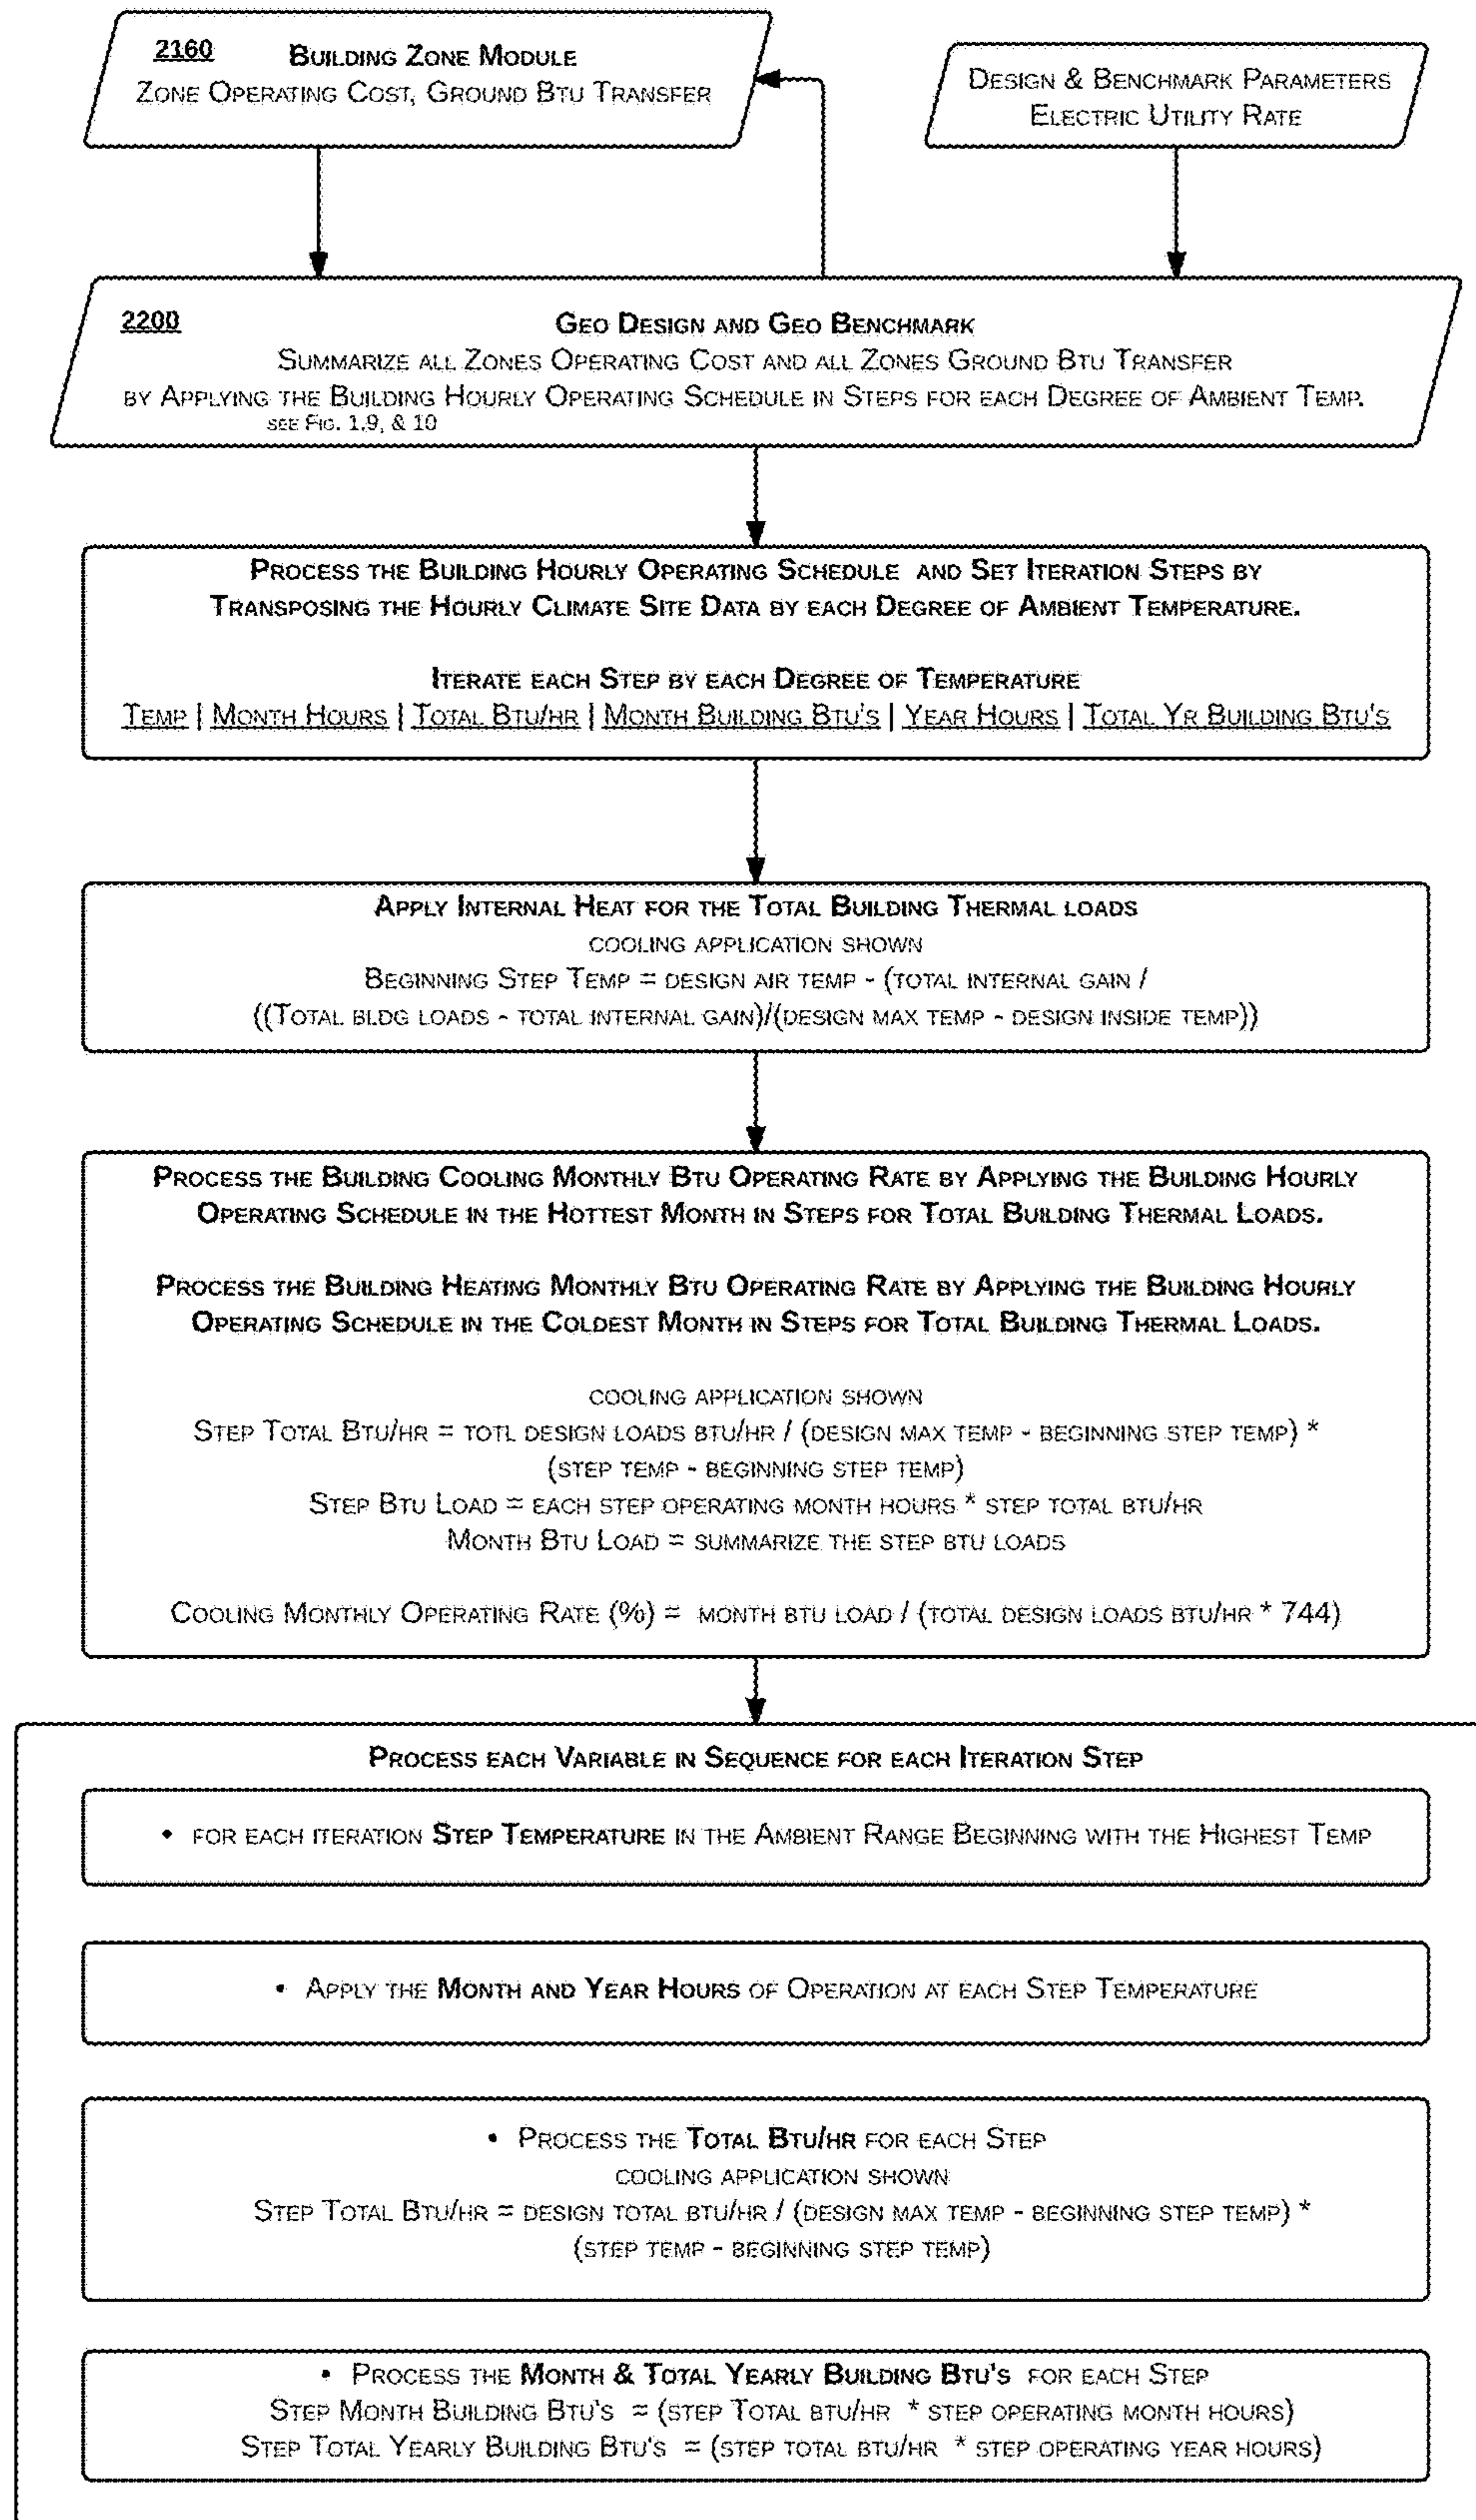 2160 Building Zone Module
Zone Operating Cost, Ground Btu Transfer
Design & Benchmark Parameters
Electric Utility Rate
2200 Geo Design and Geo Benchmark
Summarize all Zones Operating Cost and all Zones Ground Btu Transfer
by Applying the Building Hourly Operating Schedule in Steps for each Degree of Ambient Temp.
see Fig. 1,9, & 10
Process the Building Hourly Operating Schedule and Set Iteration Steps by
Transposing the Hourly Climate Site Data by each Degree of Ambient Temperature.
Iterate each Step by each Degree of Temperature
Temp | Month Hours | Total Btu/hr | Month Building Btu's | Year Hours | Total Yr Building Btu's
Apply Internal Heat for the Total Building Thermal loads
cooling application shown
Beginning Step Temp = design air temp - (total internal gain /
((Total bldg loads - total internal gain)/(design max temp - design inside temp))
Process the Building Cooling Monthly Btu Operating Rate by Applying the Building Hourly
Operating Schedule in the Hottest Month in Steps for Total Building Thermal Loads.
Process the Building Heating Monthly Btu Operating Rate by Applying the Building Hourly
Operating Schedule in the Coldest Month in Steps for Total Building Thermal Loads.
cooling application shown
Step Total Btu/hr = totl design loads btu/hr / (design max temp - beginning step temp) *
(step temp - beginning step temp)
Step Btu Load = each step operating month hours * step total btu/hr
Month Btu Load = summarize the step btu loads
Cooling Monthly Operating Rate (%) = month btu load / (total design loads btu/hr * 744)
Process each Variable in Sequence for each Iteration Step
• for each iteration Step Temperature in the Ambient Range Beginning with the Highest Temp
• Apply the Month and Year Hours of Operation at each Step Temperature
• Process the Total Btu/hr for each Step
cooling application shown
Step Total Btu/hr = design total btu/hr / (design max temp - beginning step temp) *
(step temp - beginning step temp)
• Process the Month & Total Yearly Building Btu's for each Step
Step Month Building Btu's = (step Total btu/hr * step operating month hours)
Step Total Yearly Building Btu's = (step total btu/hr * step operating year hours)